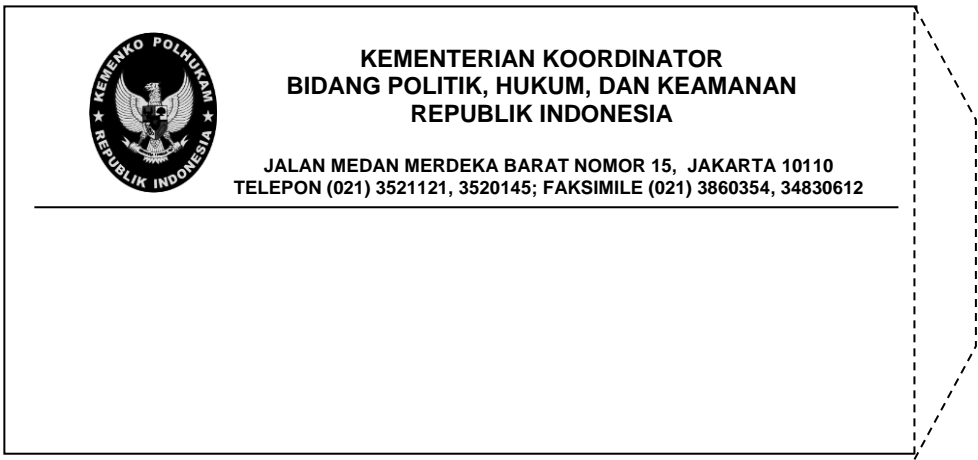 KEMENKO POLHUKAM
★ REPUBLIK INDONESIA ★
KEMENTERIAN KOORDINATOR
BIDANG POLITIK, HUKUM, DAN KEAMANAN
REPUBLIK INDONESIA
JALAN MEDAN MERDEKA BARAT NOMOR 15, JAKARTA 10110
TELEPON (021) 3521121, 3520145; FAKSIMILE (021) 3860354, 34830612